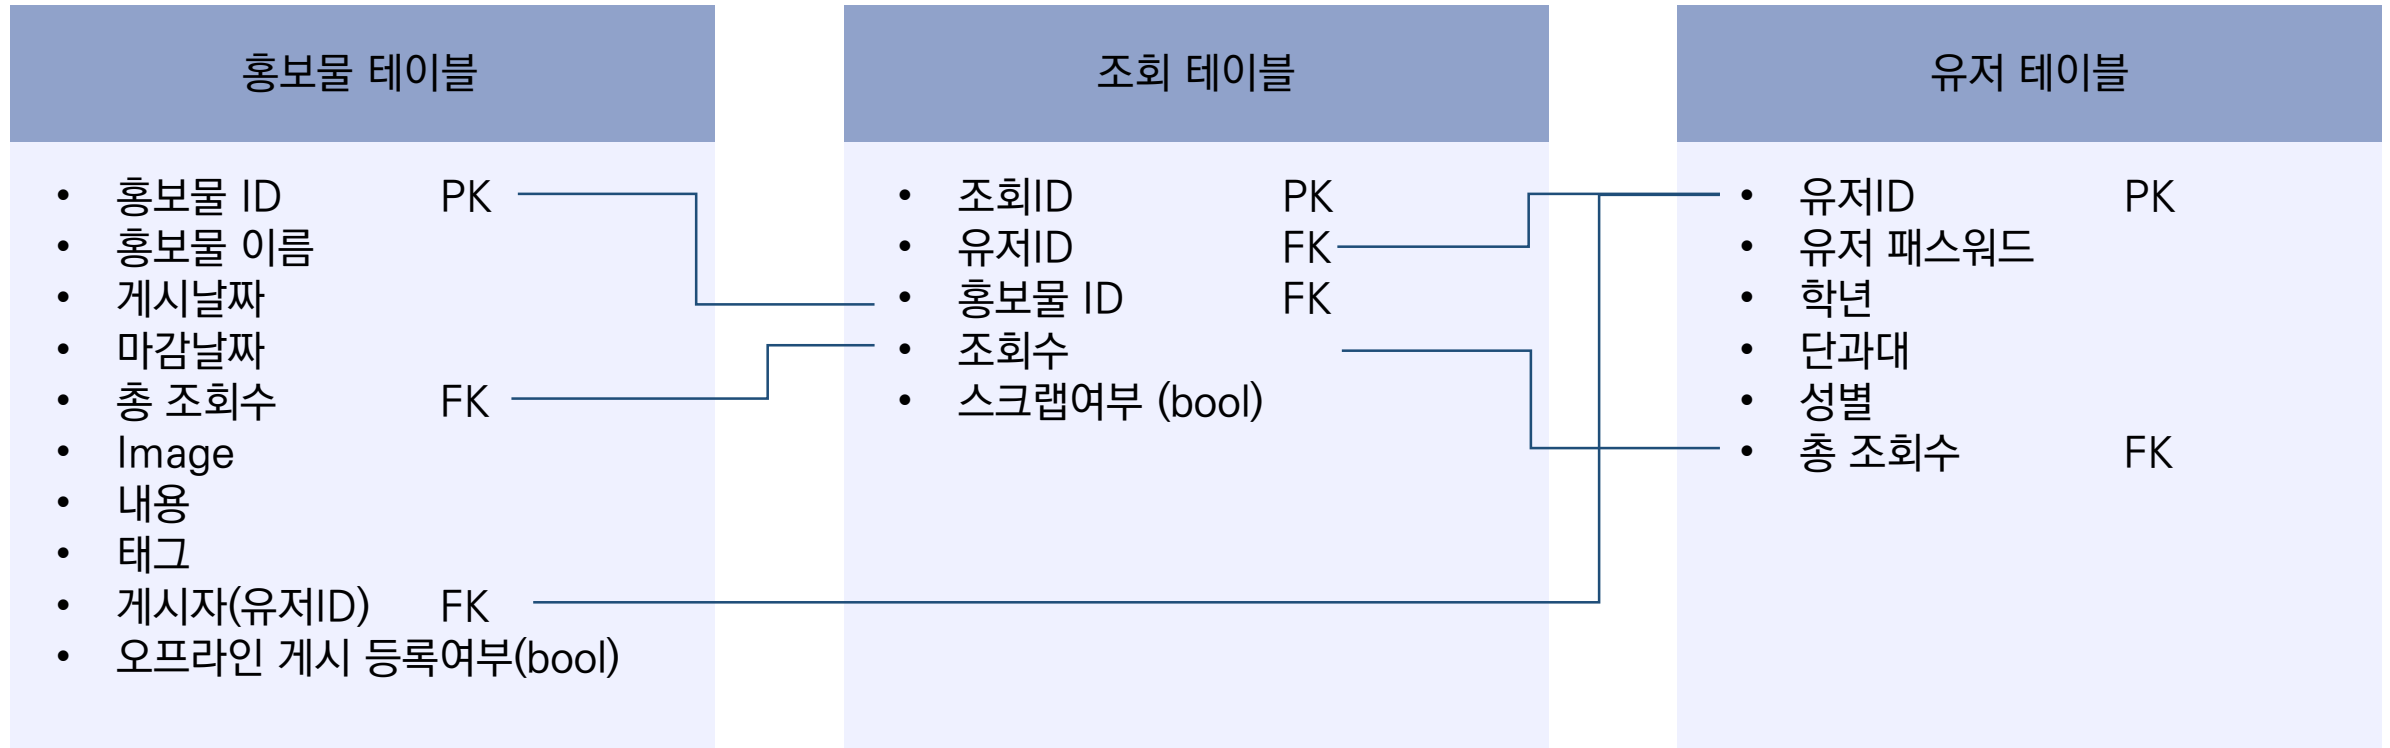 홍보물 테이블
• 홍보물 ID PK
• 홍보물 이름
• 게시날짜
• 마감날짜
• 총 조회수 FK
• Image
• 내용
• 태그
• 게시자(유저ID) FK
• 오프라인 게시 등록여부(bool)
조회 테이블
• 조회ID PK
• 유저ID FK
• 홍보물 ID FK
• 조회수
• 스크랩여부 (bool)
유저 테이블
• 유저ID PK
• 유저 패스워드
• 학년
• 단과대
• 성별
• 총 조회수 FK